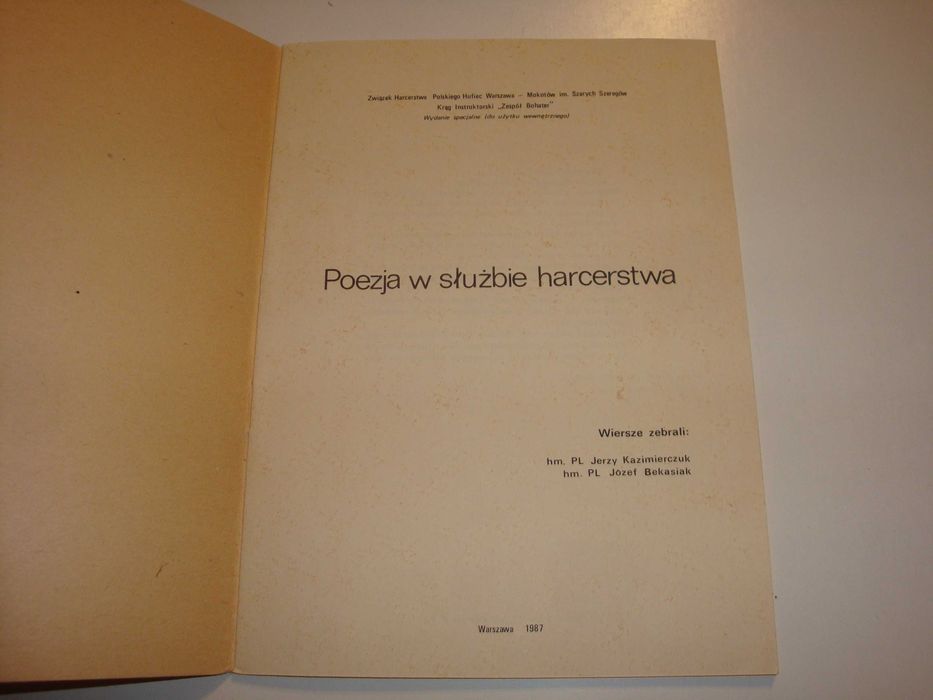 Związek Harcerstwa Polskiego Hufiec Warszawa – Mokotów im. Szarych Szeregów
Krąg Instruktorski „Zespół Bohater"
Wydanie specjalne (do użytku wewnętrznego)
Poezja w służbie harcerstwa
Wiersze zebrali:
hm. PL Jerzy Kazimierczuk
hm. PL Józef Bekasiak
Warszawa 1987